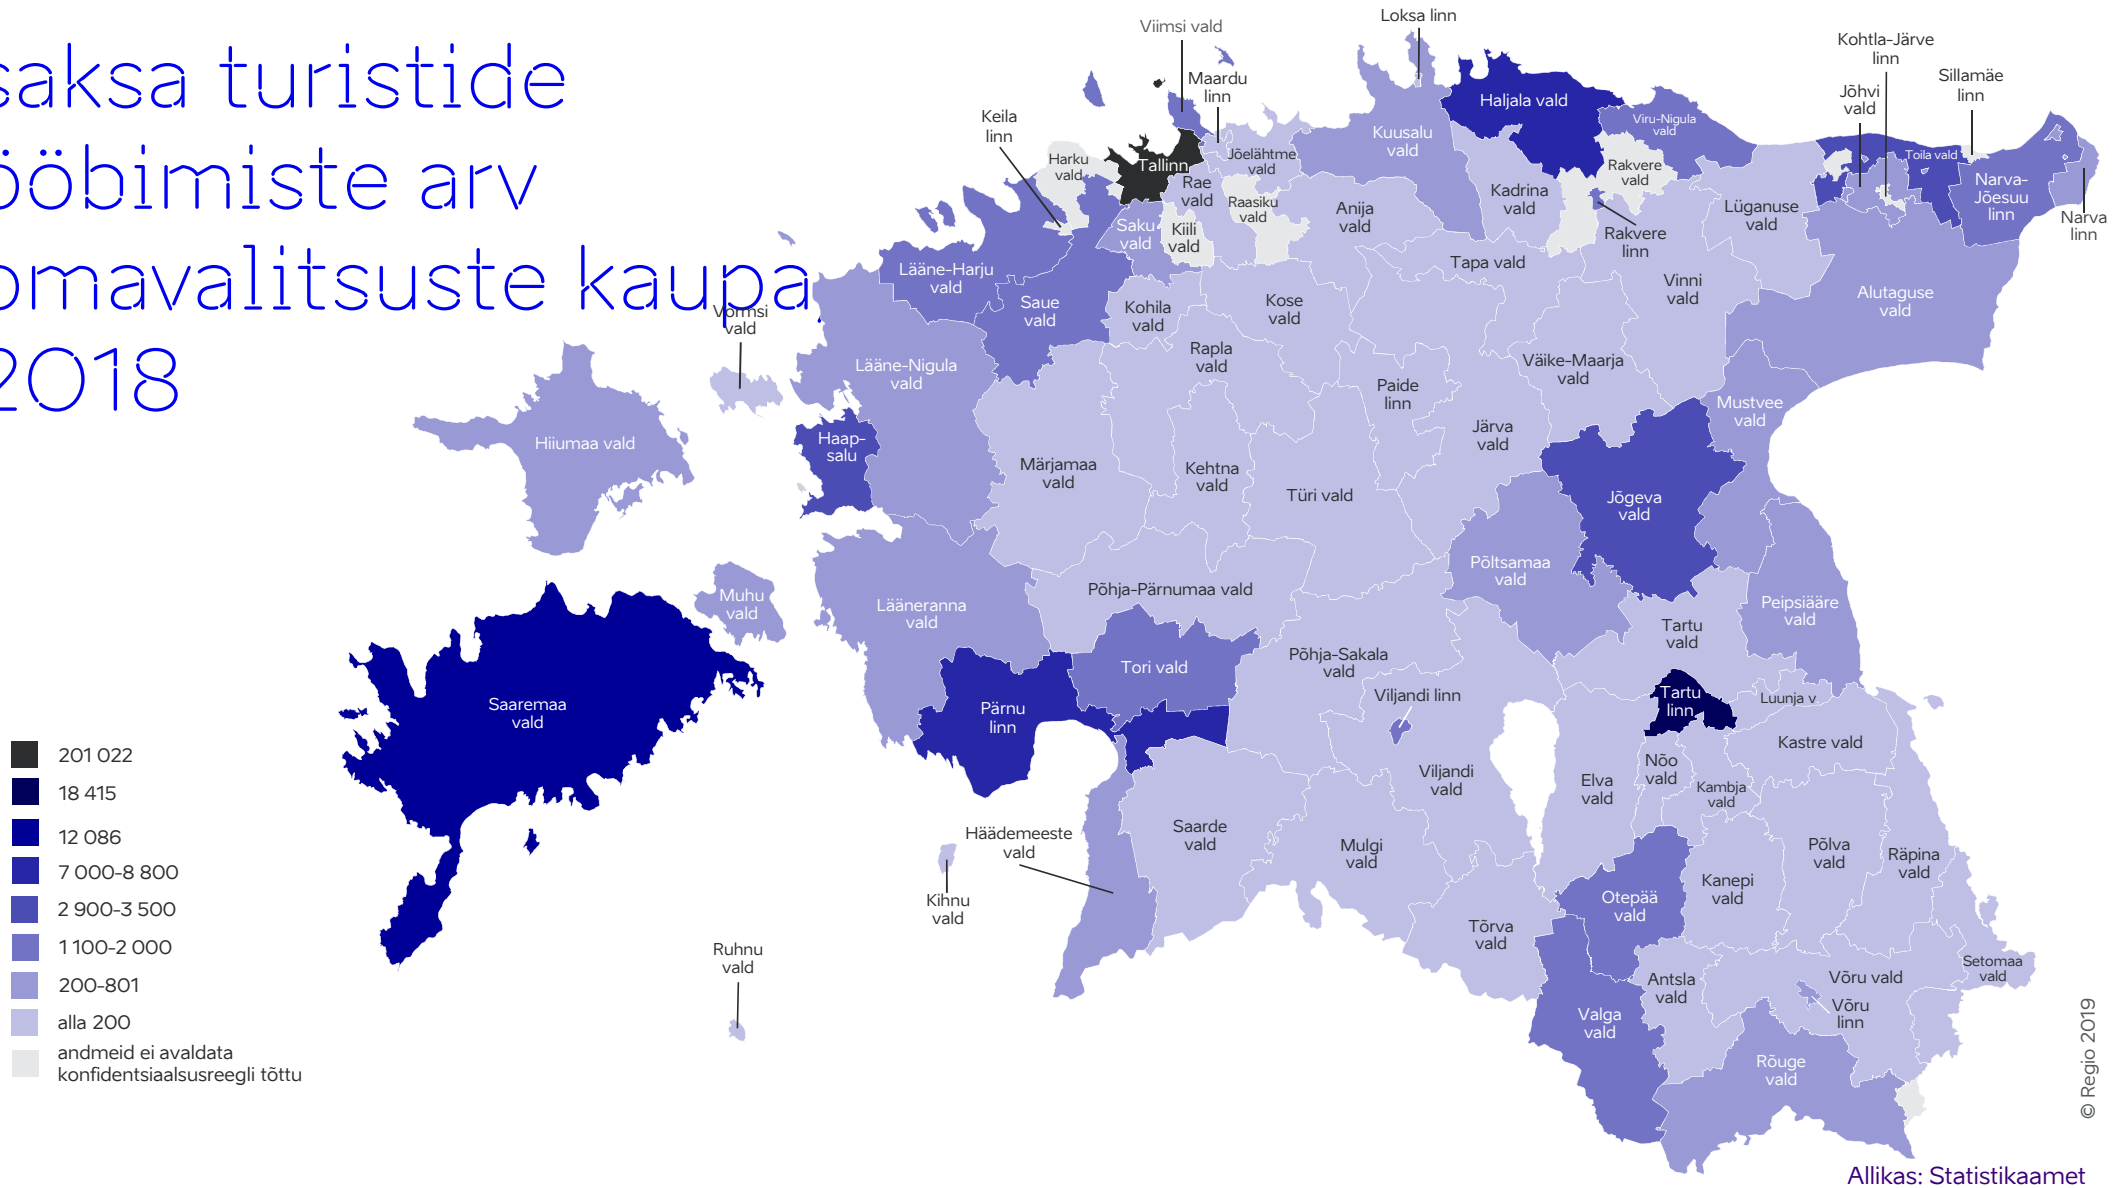 saksa turistide
ööbimiste arv
omavalitsuste kaupa,
2018
Viimsi vald
Loksa linn
Kohtla-Järve
linn
Sillamäe
linn
Jõhvi
vald
Maardu
linn
Keila
linn
Haljala vald
Viru-Nigula
vald
Kuusalu
vald
Harku
vald
Tallinn
Jõelähtme
vald
Rae
vald
Raasiku
vald
Rakvere
vald
Toila vald
Narva-
Jõesuu
linn
Narva
linn
Kadrina
vald
Anija
vald
Lüganuse
vald
Saku
vald
Kiili
vald
Rakvere
linn
Tapa vald
Lääne-Harju
vald
Vinni
vald
Alutaguse
vald
Saue
vald
Kohila
vald
Kose
vald
Vormsi
vald
Rapla
vald
Lääne-Nigula
vald
Väike-Maarja
vald
Paide
linn
Mustvee
vald
Hiiumaa vald
Haap-
salu
Järva
vald
Märjamaa
vald
Kehtna
vald
Türi vald
Jõgeva
vald
Põltsamaa
vald
Põhja-Pärnumaa vald
Muhu
vald
Lääneranna
vald
Peipsiääre
vald
Tartu
vald
Põhja-Sakala
vald
Tori vald
Viljandi linn
Tartu
linn
Luunja v
Saaremaa
vald
Pärnu
linn
Kastre vald
Nõo
vald
Viljandi
vald
Elva
vald
Kambja
vald
Häädemeeste
vald
Saarde
vald
Mulgi
vald
Põlva
vald
Räpina
vald
Kanepi
vald
Otepää
vald
Kihnu
vald
Tõrva
vald
Ruhnu
vald
Setomaa
vald
Antsla
vald
Võru vald
Võru
linn
Valga
vald
Rõuge
vald
201 022
18 415
12 086
7 000-8 800
2 900-3 500
1 100-2 000
200-801
alla 200
andmeid ei avaldata
konfidentsiaalsusreegli tõttu
© Regio 2019
Allikas: Statistikaamet